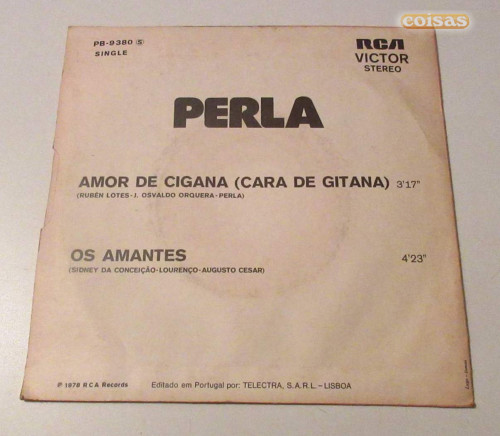 coisas
PB-9380 S
SINGLE
RCA
VICTOR
STEREO
PERLA
AMOR DE CIGANA (CARA DE GITANA) 3'17"
(RUBÉN LOTES-J. OSVALDO ORQUERA-PERLA)
OS AMANTES 4'23"
(SIDNEY DA CONCEIÇÃO-LOURENÇO-AUGUSTO CESAR)
℗ 1978 RCA Records
Editado em Portugal por: TELECTRA, S.A.R.L. – LISBOA